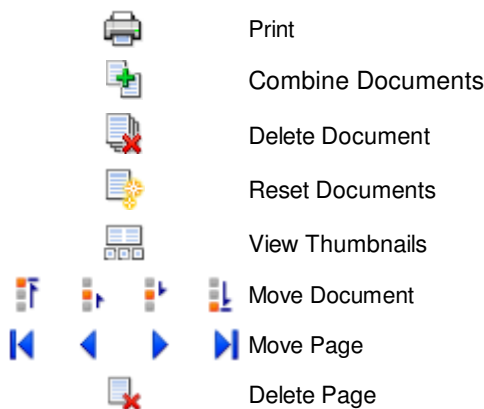 Print
Combine Documents
Delete Document
Reset Documents
View Thumbnails
Move Document
Move Page
Delete Page